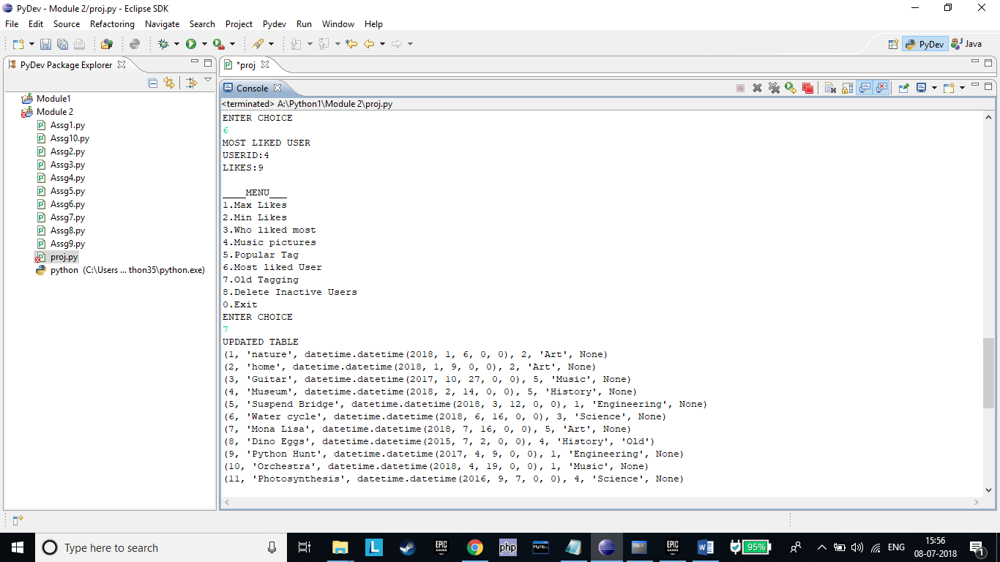 PyDev - Module 2/proj.py - Eclipse SDK
File Edit Source Refactoring Navigate Search Project Pydev Run Window Help
PyDev Java
PyDev Package Explorer
*proj
Module1
Module 2
Assg1.py
Assg10.py
Assg2.py
Assg3.py
Assg4.py
Assg5.py
Assg6.py
Assg7.py
Assg8.py
Assg9.py
proj.py
python (C:\Users ... thon35\python.exe)
Console
<terminated> A:\Python1\Module 2\proj.py
ENTER CHOICE
6
MOST LIKED USER
USERID:4
LIKES:9
____MENU___
1.Max Likes
2.Min Likes
3.Who liked most
4.Music pictures
5.Popular Tag
6.Most liked User
7.Old Tagging
8.Delete Inactive Users
0.Exit
ENTER CHOICE
7
UPDATED TABLE
(1, 'nature', datetime.datetime(2018, 1, 6, 0, 0), 2, 'Art', None)
(2, 'home', datetime.datetime(2018, 1, 9, 0, 0), 2, 'Art', None)
(3, 'Guitar', datetime.datetime(2017, 10, 27, 0, 0), 5, 'Music', None)
(4, 'Museum', datetime.datetime(2018, 2, 14, 0, 0), 5, 'History', None)
(5, 'Suspend Bridge', datetime.datetime(2018, 3, 12, 0, 0), 1, 'Engineering', None)
(6, 'Water cycle', datetime.datetime(2018, 6, 16, 0, 0), 3, 'Science', None)
(7, 'Mona Lisa', datetime.datetime(2018, 7, 16, 0, 0), 5, 'Art', None)
(8, 'Dino Eggs', datetime.datetime(2015, 7, 2, 0, 0), 4, 'History', 'Old')
(9, 'Python Hunt', datetime.datetime(2017, 4, 9, 0, 0), 1, 'Engineering', None)
(10, 'Orchestra', datetime.datetime(2018, 4, 19, 0, 0), 1, 'Music', None)
(11, 'Photosynthesis', datetime.datetime(2016, 9, 7, 0, 0), 4, 'Science', None)
Type here to search
L
EPIC GAMES
php
MySQL
SQL>
EPIC GAMES
W
95%
ENG
15:56
08-07-2018
1